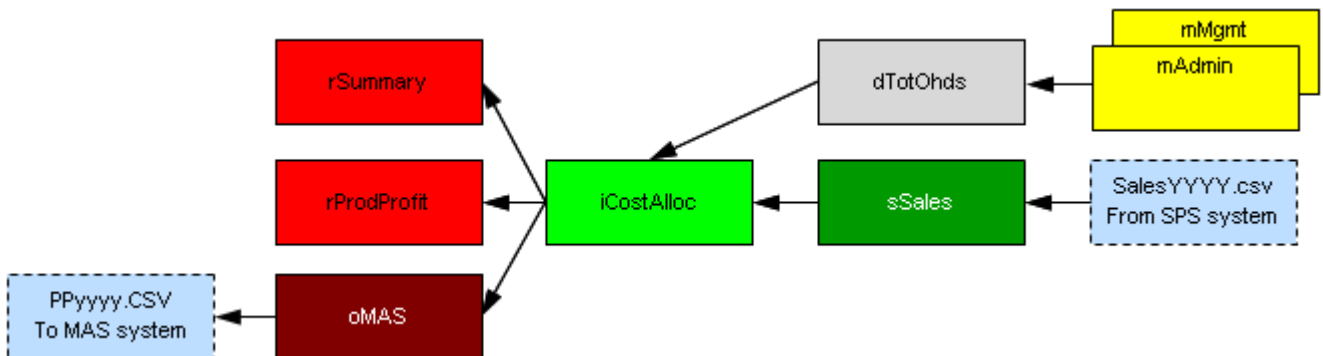 mMgmt
mAdmin
rSummary
dTotOhds
rProdProfit
iCostAlloc
sSales
SalesYYYY.csv
From SPS system
PPyyyy.CSV
To MAS system
oMAS